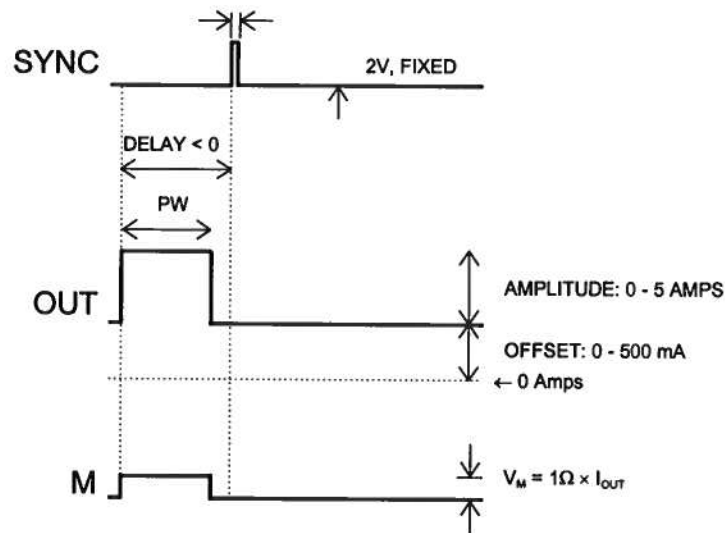 SYNC
2V, FIXED
DELAY < 0
PW
OUT
AMPLITUDE: 0 - 5 AMPS
OFFSET: 0 - 500 mA
← 0 Amps
M
V_M = 1Ω × I_OUT